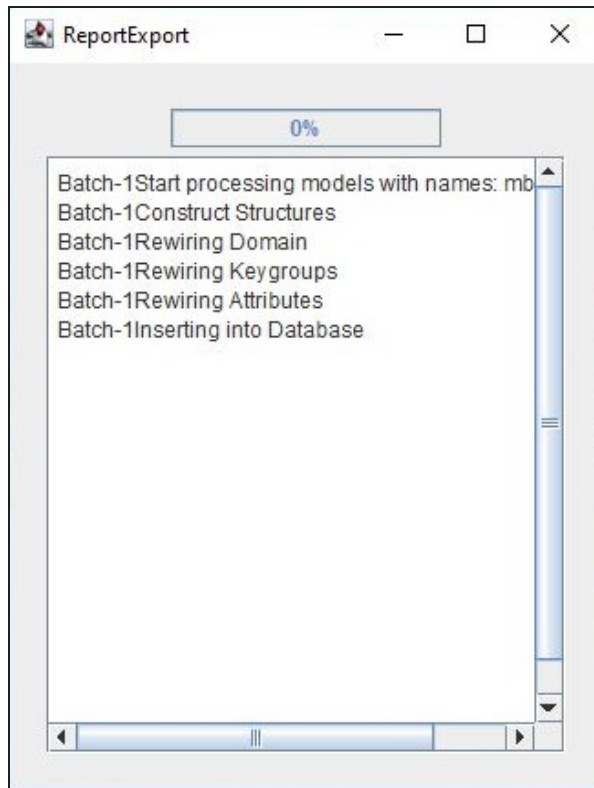 ReportExport
0%
Batch-1Start processing models with names: mb
Batch-1Construct Structures
Batch-1Rewiring Domain
Batch-1Rewiring Keygroups
Batch-1Rewiring Attributes
Batch-1Inserting into Database